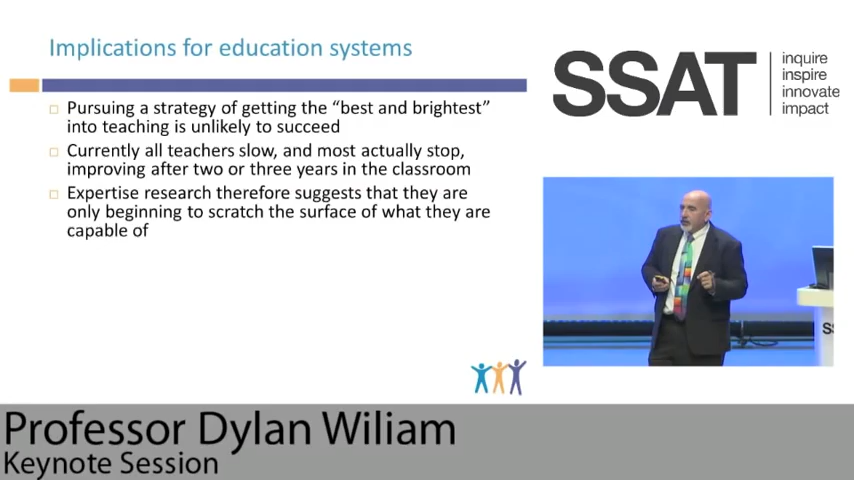 Implications for education systems
Pursuing a strategy of getting the “best and brightest”
into teaching is unlikely to succeed
Currently all teachers slow, and most actually stop,
improving after two or three years in the classroom
Expertise research therefore suggests that they are
only beginning to scratch the surface of what they are
capable of
SSAT
inquire
inspire
innovate
impact
Professor Dylan Wiliam
Keynote Session